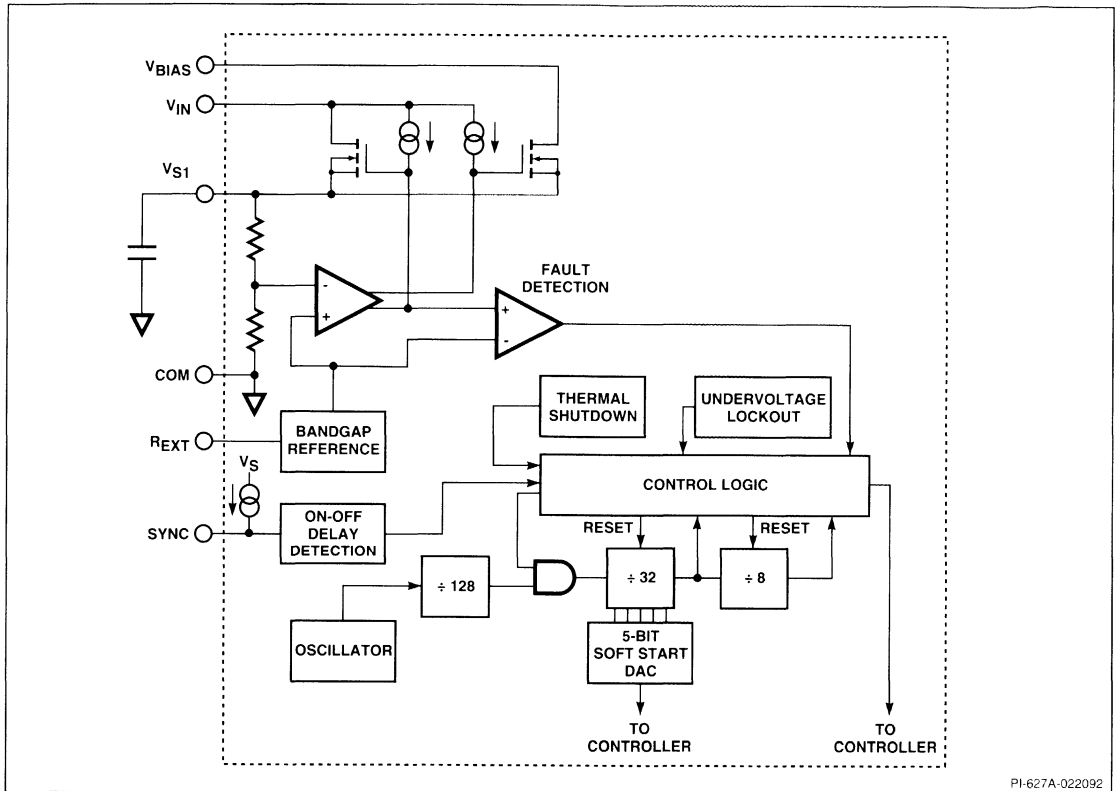 VBIAS
VIN
VS1
-
+
FAULT
DETECTION
+
-
COM
THERMAL
SHUTDOWN
UNDERVOLTAGE
LOCKOUT
REXT
BANDGAP
REFERENCE
VS
CONTROL LOGIC
SYNC
ON-OFF
DELAY
DETECTION
RESET
RESET
÷ 128
÷ 32
÷ 8
OSCILLATOR
5-BIT
SOFT START
DAC
TO
CONTROLLER
TO
CONTROLLER
PI-627A-022092